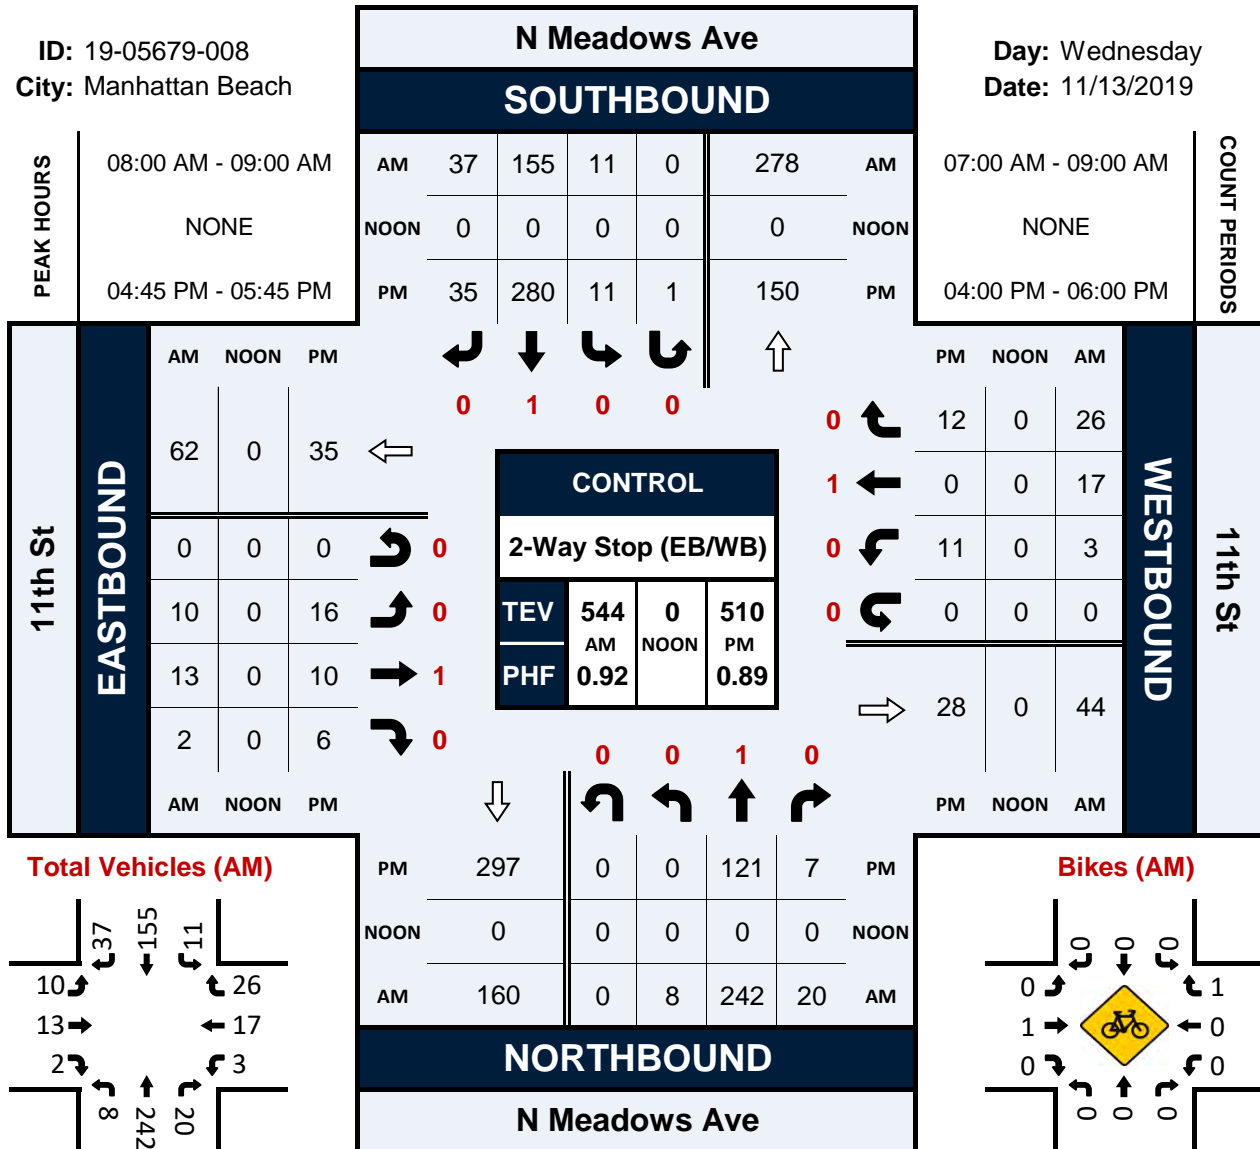 ID: 19-05679-008
City: Manhattan Beach
N Meadows Ave
SOUTHBOUND
Day: Wednesday
Date: 11/13/2019
PEAK HOURS
08:00 AM - 09:00 AM
NONE
04:45 PM - 05:45 PM
AM 37 155 11 0 278 AM
NOON 0 0 0 0 0 NOON
PM 35 280 11 1 150 PM
07:00 AM - 09:00 AM
NONE
04:00 PM - 06:00 PM
COUNT PERIODS
0 1 0 0
11th St
EASTBOUND
AM NOON PM
62 0 35
0 0 0 0
10 0 16 0
13 0 10 1
2 0 6 0
AM NOON PM
CONTROL
2-Way Stop (EB/WB)
TEV 544 0 510
AM NOON PM
PHF 0.92 0.89
PM NOON AM
0 12 0 26
1 0 0 17
0 11 0 3
0 0 0 0
28 0 44
PM NOON AM
WESTBOUND
11th St
0 0 1 0
PM 297 0 0 121 7 PM
NOON 0 0 0 0 0 NOON
AM 160 0 8 242 20 AM
NORTHBOUND
N Meadows Ave
Total Vehicles (AM)
37 155 11
10 26
13 17
2 3
8 242 20
Bikes (AM)
0 0 0
0 1
1 0
0 0
0 0 0